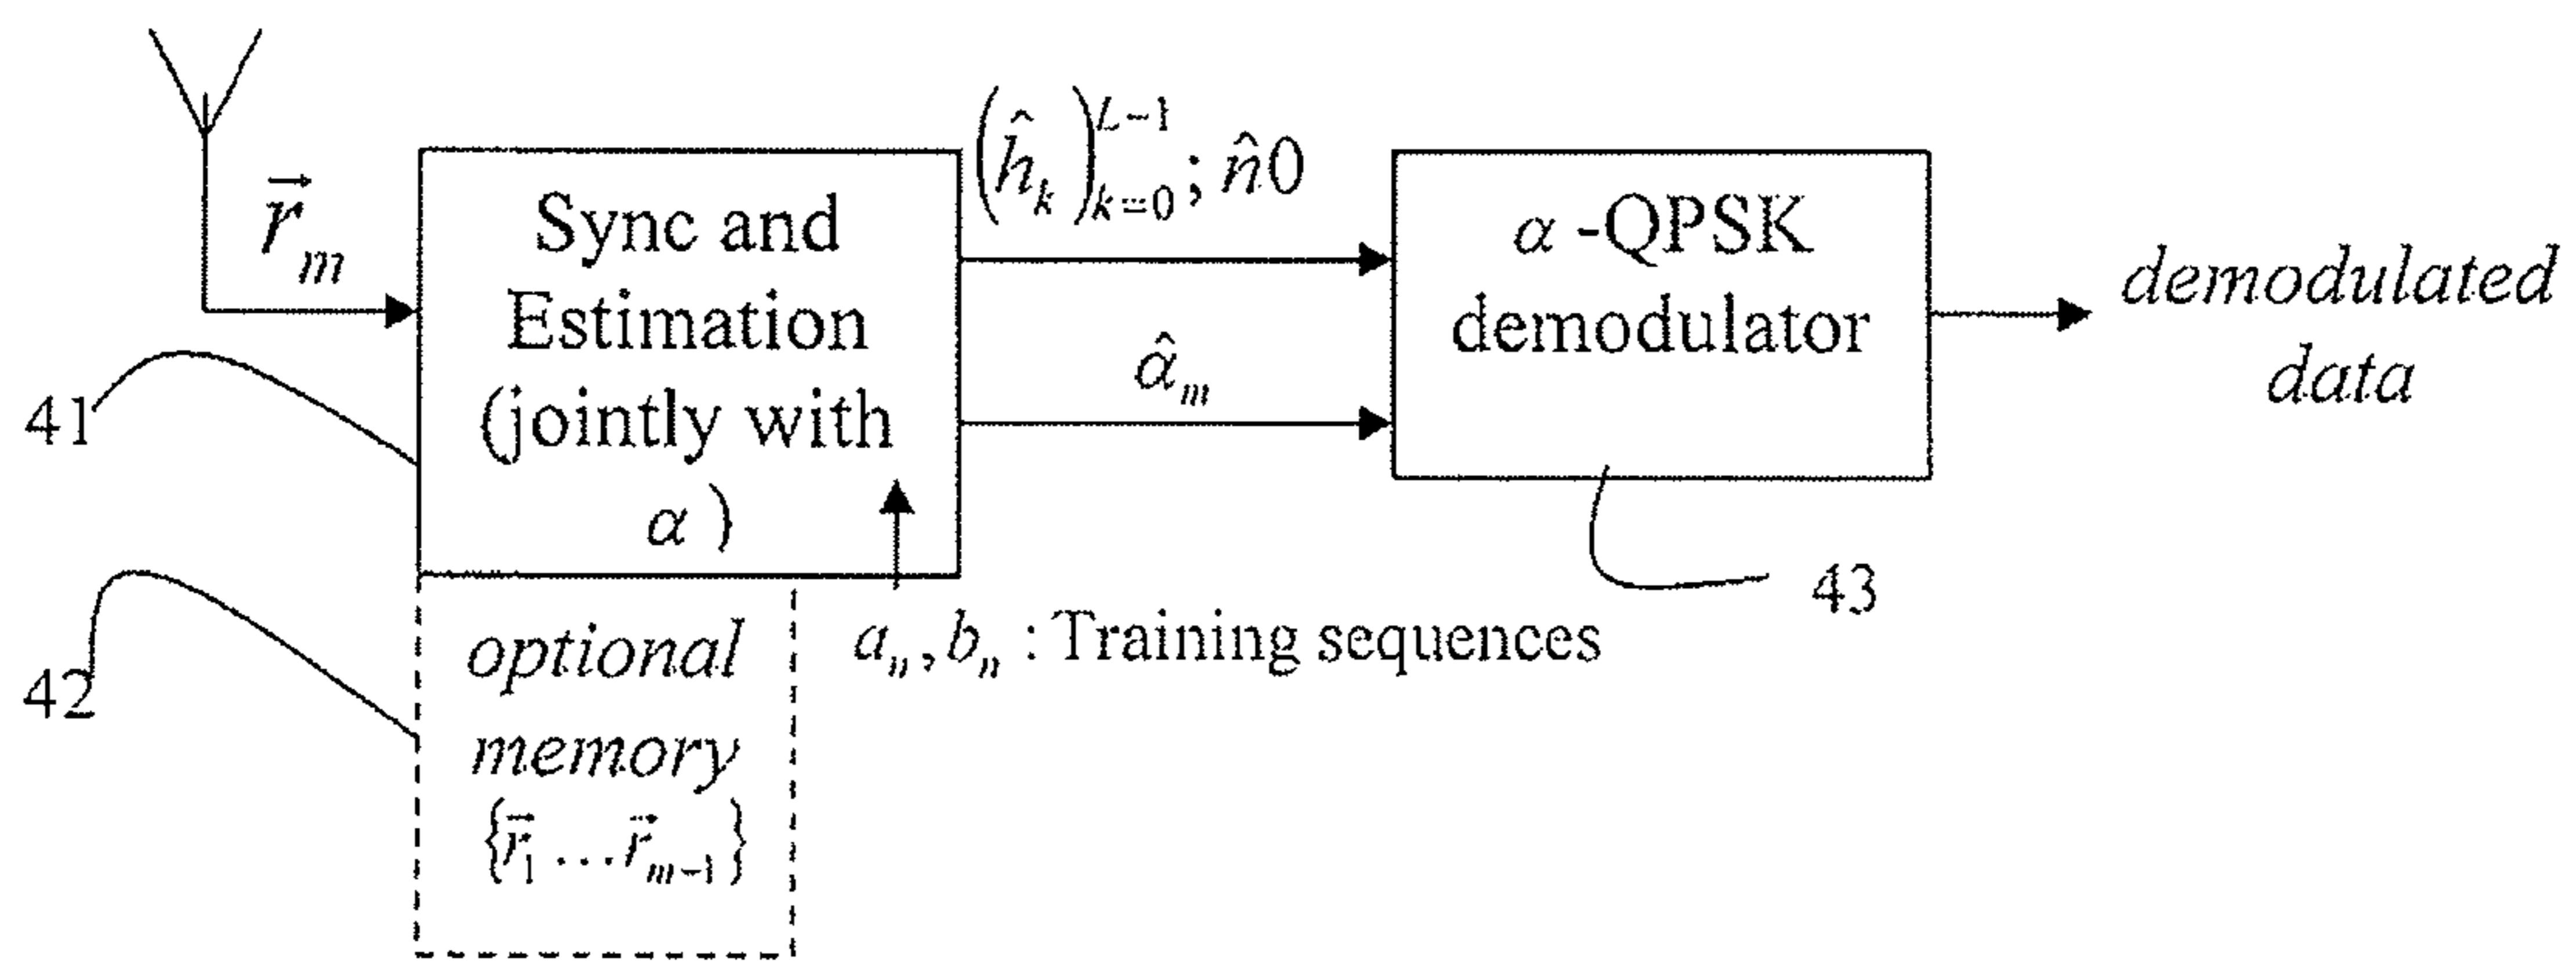 r⃗ₘ
Sync and
Estimation
(jointly with
α )
(ĥₖ)ₖ₌₀ᴸ⁻¹; n̂0
α̂ₘ
α -QPSK
demodulator
demodulated
data
41
42
43
optional
memory
{r⃗₁ … r⃗ₘ₋₁}
aₙ, bₙ : Training sequences